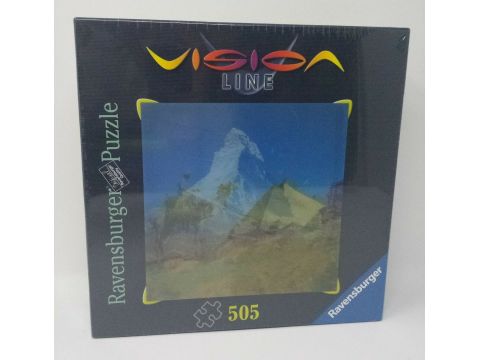 VISION
LINE
Ravensburger Puzzle
505
Ravensburger